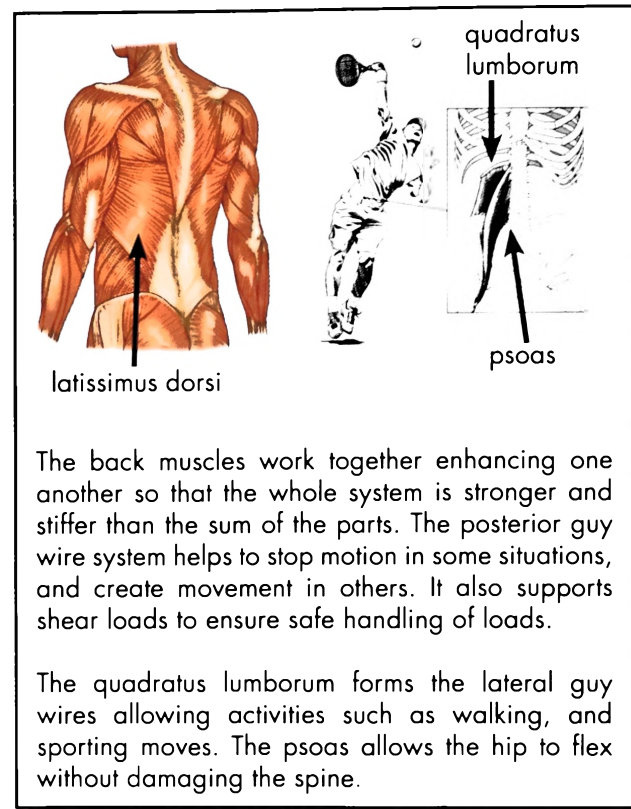 quadratus
lumborum
psoas
latissimus dorsi
The back muscles work together enhancing one
another so that the whole system is stronger and
stiffer than the sum of the parts. The posterior guy
wire system helps to stop motion in some situations,
and create movement in others. It also supports
shear loads to ensure safe handling of loads.
The quadratus lumborum forms the lateral guy
wires allowing activities such as walking, and
sporting moves. The psoas allows the hip to flex
without damaging the spine.